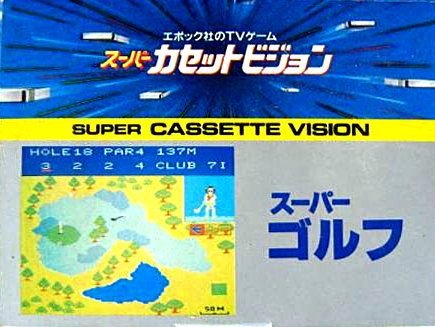 エポック社のTVゲーム
スーパーカセットビジョン
SUPER CASSETTE VISION
HOLE18 PAR4 137M
3 2 2 4 CLUB 7I
スーパー
ゴルフ
50M